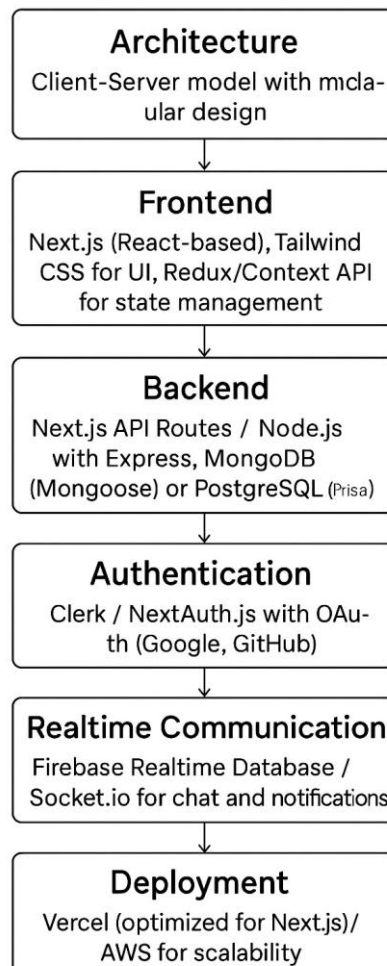 Architecture
Client-Server model with mcla-
ular design
Frontend
Next.js (React-based), Tailwind
CSS for UI, Redux/Context API
for state management
Backend
Next.js API Routes / Node.js
with Express, MongoDB
(Mongoose) or PostgreSQL (Prisa)
Authentication
Clerk / NextAuth.js with OAu-
th (Google, GitHub)
Realtime Communication
Firebase Realtime Database /
Socket.io for chat and notifications
Deployment
Vercel (optimized for Next.js)/
AWS for scalability